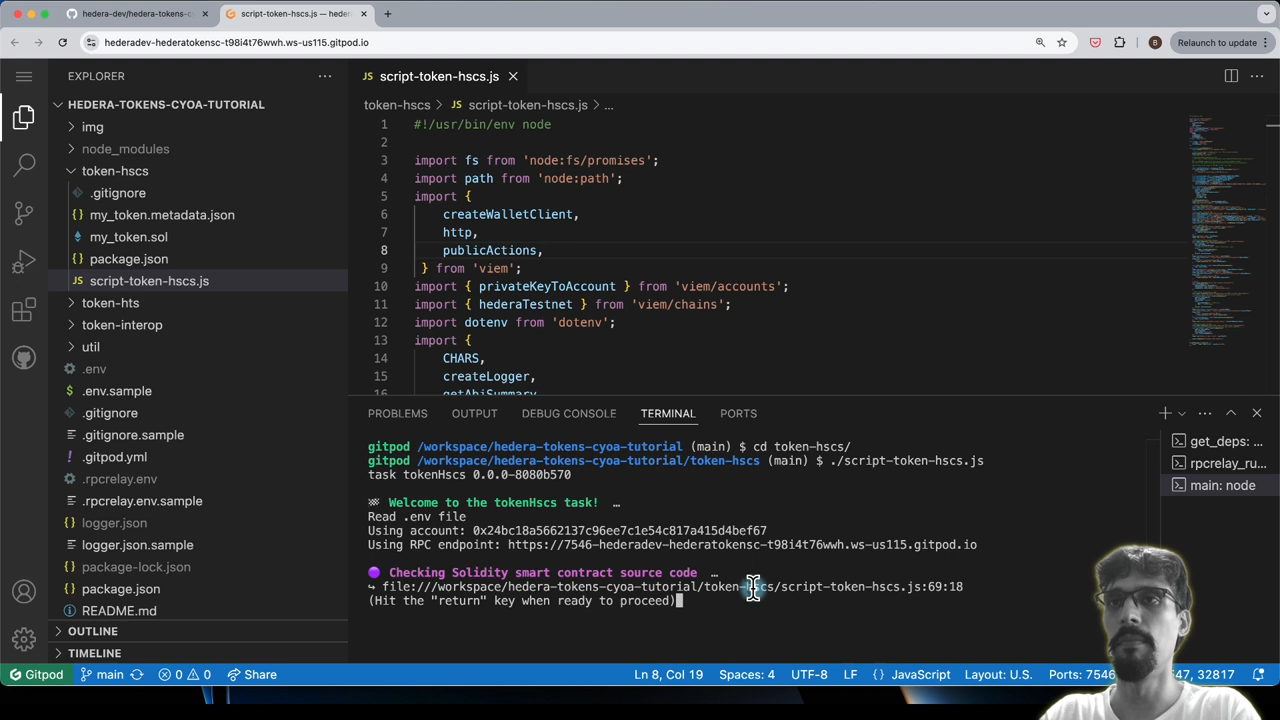 hedera-dev/hedera-tokens-c
script-token-hscs.js — heder
hederadev-hederatokensc-t98i4t76wwh.ws-us115.gitpod.io
B
Relaunch to update
EXPLORER
HEDERA-TOKENS-CYOA-TUTORIAL
img
node_modules
token-hscs
.gitignore
my_token.metadata.json
my_token.sol
package.json
JS script-token-hscs.js
token-hts
token-interop
util
.env
.env.sample
.gitignore
.gitignore.sample
.gitpod.yml
.rpcrelay.env
.rpcrelay.env.sample
logger.json
logger.json.sample
package-lock.json
package.json
README.md
OUTLINE
TIMELINE
JS script-token-hscs.js
token-hscs > JS script-token-hscs.js > ...
1 #!/usr/bin/env node
2
3 import fs from 'node:fs/promises';
4 import path from 'node:path';
5 import {
6 createWalletClient,
7 http,
8 publicActions,
9 } from 'viem';
10 import { privateKeyToAccount } from 'viem/accounts';
11 import { hederaTestnet } from 'viem/chains';
12 import dotenv from 'dotenv';
13 import {
14 CHARS,
15 createLogger,
16 getAbiSummary,
PROBLEMS OUTPUT DEBUG CONSOLE TERMINAL PORTS
gitpod /workspace/hedera-tokens-cyoa-tutorial (main) $ cd token-hscs/
gitpod /workspace/hedera-tokens-cyoa-tutorial/token-hscs (main) $ ./script-token-hscs.js
task tokenHscs 0.0.0-8080b570
Welcome to the tokenHscs task! …
Read .env file
Using account: 0x24bc18a5662137c96ee7c1e54c817a415d4bef67
Using RPC endpoint: https://7546-hederadev-hederatokensc-t98i4t76wwh.ws-us115.gitpod.io
Checking Solidity smart contract source code …
↪ file:///workspace/hedera-tokens-cyoa-tutorial/token-hscs/script-token-hscs.js:69:18
(Hit the "return" key when ready to proceed)
get_deps: ...
rpcrelay_ru...
main: node
Gitpod
main
0 0
Share
Ln 8, Col 19
Spaces: 4
UTF-8
LF
{} JavaScript
Layout: U.S.
Ports: 7546
47, 32817